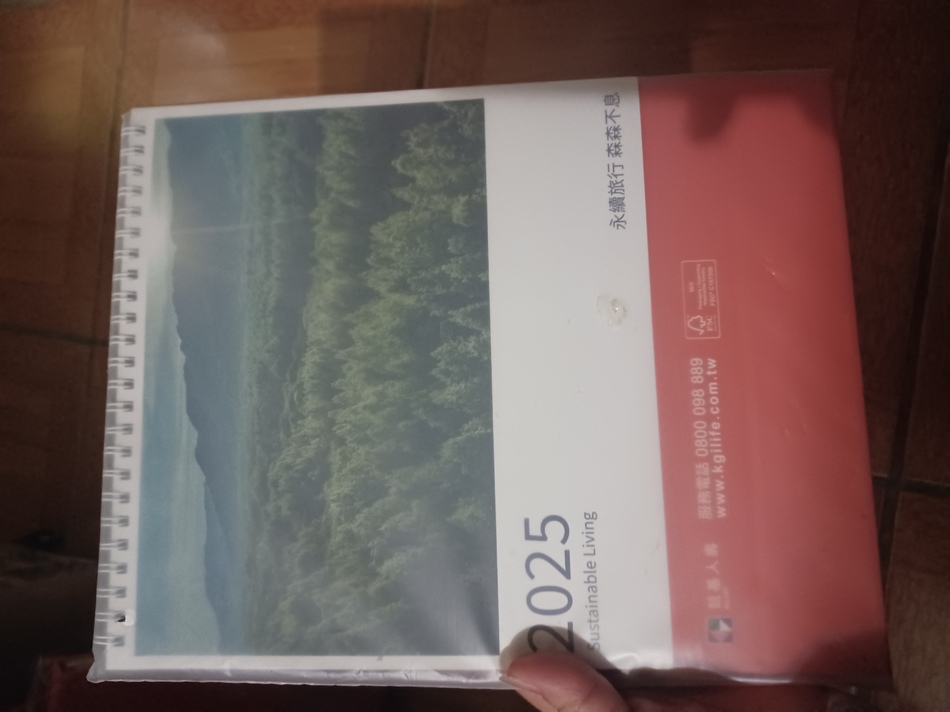 2025
Sustainable Living
永續旅行 森森不息
凱基人壽
服務電話 0800 098 889
www.kgilife.com.tw
FSC